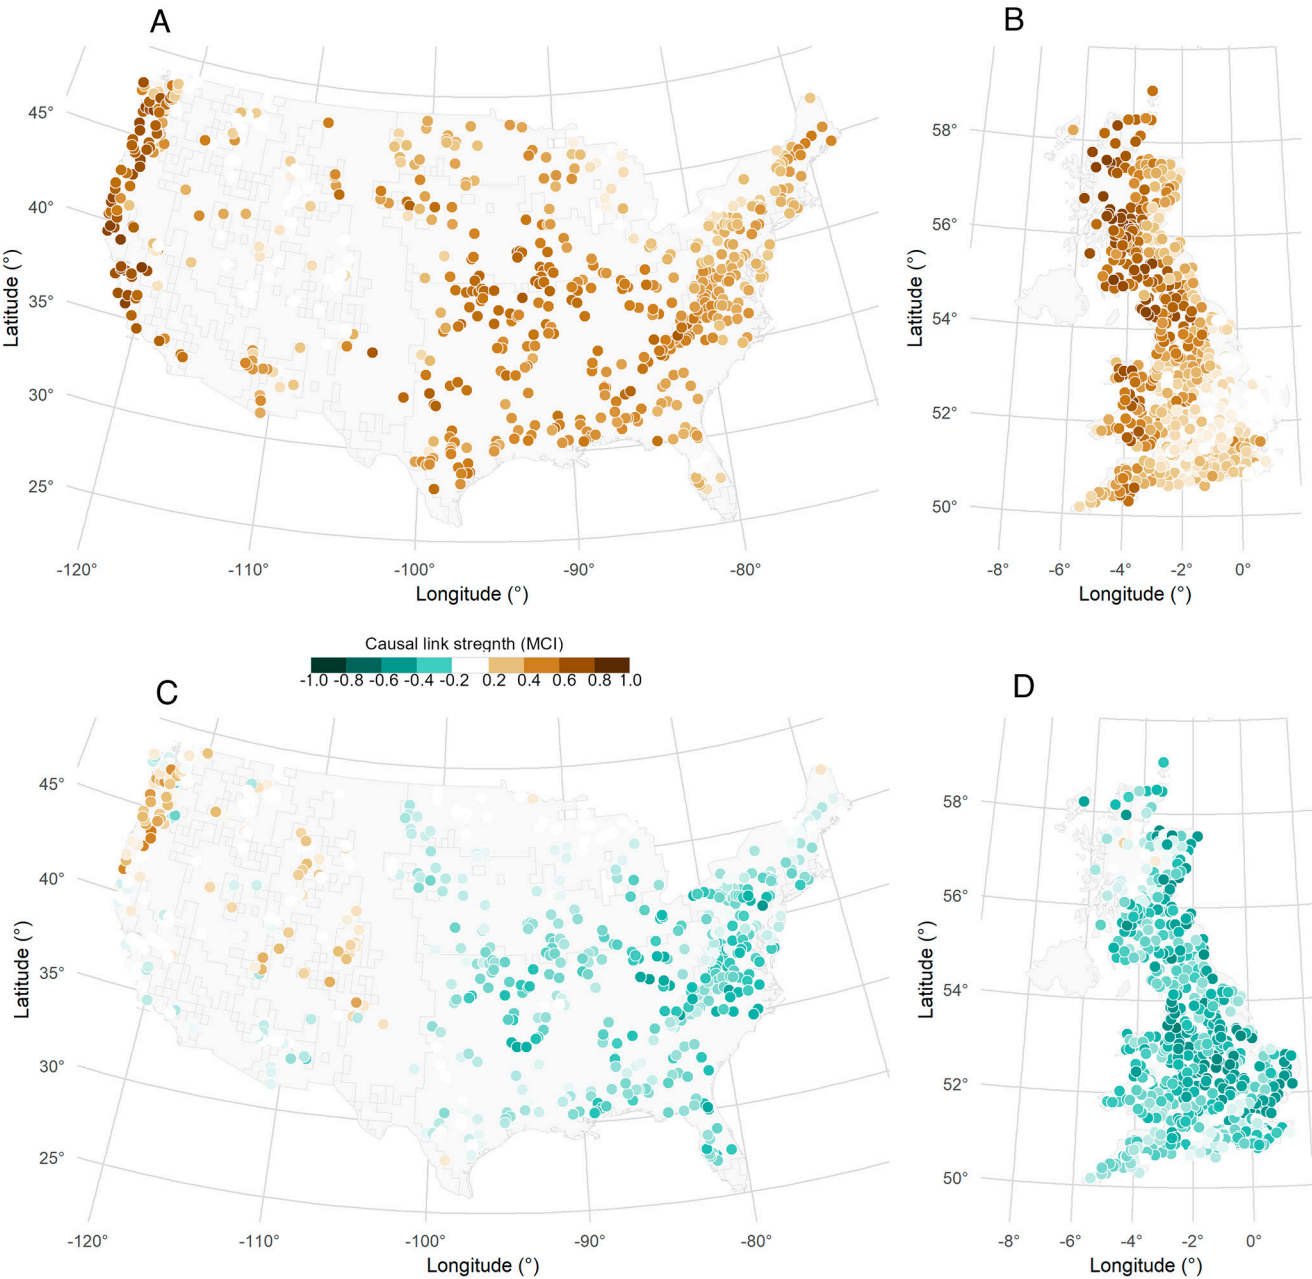 A
B
45°
40°
35°
30°
25°
Latitude (°)
-120°
-110°
-100°
-90°
-80°
Longitude (°)
58°
56°
54°
52°
50°
Latitude (°)
-8°
-6°
-4°
-2°
0°
Longitude (°)
Causal link stregnth (MCI)
-1.0 -0.8 -0.6 -0.4 -0.2 0.2 0.4 0.6 0.8 1.0
C
D
45°
40°
35°
30°
25°
Latitude (°)
-120°
-110°
-100°
-90°
-80°
Longitude (°)
58°
56°
54°
52°
50°
Latitude (°)
-8°
-6°
-4°
-2°
0°
Longitude (°)